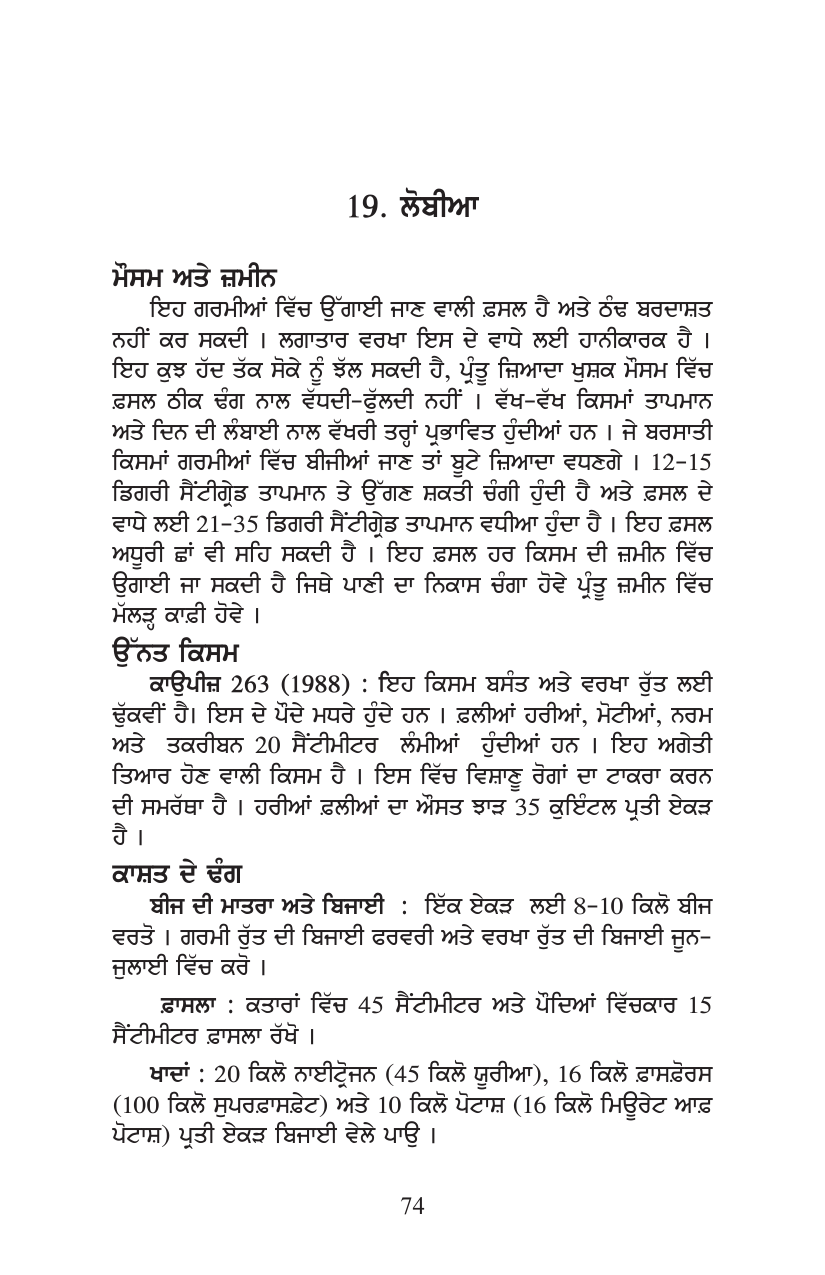 19. ਲੋਬੀਆ
ਮੌਸਮ ਅਤੇ ਜ਼ਮੀਨ
ਇਹ ਗਰਮੀਆਂ ਵਿੱਚ ਉੱਗਾਈ ਜਾਣ ਵਾਲੀ ਫ਼ਸਲ ਹੈ ਅਤੇ ਠੰਢ ਬਰਦਾਸ਼ਤ
ਨਹੀਂ ਕਰ ਸਕਦੀ । ਲਗਾਤਾਰ ਵਰਖਾ ਇਸ ਦੇ ਵਾਧੇ ਲਈ ਹਾਨੀਕਾਰਕ ਹੈ ।
ਇਹ ਕੁਝ ਹੱਦ ਤੱਕ ਸੋਕੇ ਨੂੰ ਝੱਲ ਸਕਦੀ ਹੈ, ਪ੍ਰੰਤੂ ਜ਼ਿਆਦਾ ਖੁਸ਼ਕ ਮੌਸਮ ਵਿੱਚ
ਫ਼ਸਲ ਠੀਕ ਢੰਗ ਨਾਲ ਵੱਧਦੀ-ਫੁੱਲਦੀ ਨਹੀਂ । ਵੱਖ-ਵੱਖ ਕਿਸਮਾਂ ਤਾਪਮਾਨ
ਅਤੇ ਦਿਨ ਦੀ ਲੰਬਾਈ ਨਾਲ ਵੱਖਰੀ ਤਰ੍ਹਾਂ ਪ੍ਰਭਾਵਿਤ ਹੁੰਦੀਆਂ ਹਨ । ਜੇ ਬਰਸਾਤੀ
ਕਿਸਮਾਂ ਗਰਮੀਆਂ ਵਿੱਚ ਬੀਜੀਆਂ ਜਾਣ ਤਾਂ ਬੂਟੇ ਜ਼ਿਆਦਾ ਵਧਣਗੇ । 12-15
ਡਿਗਰੀ ਸੈਂਟੀਗ੍ਰੇਡ ਤਾਪਮਾਨ ਤੇ ਉੱਗਣ ਸ਼ਕਤੀ ਚੰਗੀ ਹੁੰਦੀ ਹੈ ਅਤੇ ਫ਼ਸਲ ਦੇ
ਵਾਧੇ ਲਈ 21-35 ਡਿਗਰੀ ਸੈਂਟੀਗ੍ਰੇਡ ਤਾਪਮਾਨ ਵਧੀਆ ਹੁੰਦਾ ਹੈ । ਇਹ ਫ਼ਸਲ
ਅਧੂਰੀ ਛਾਂ ਵੀ ਸਹਿ ਸਕਦੀ ਹੈ । ਇਹ ਫ਼ਸਲ ਹਰ ਕਿਸਮ ਦੀ ਜ਼ਮੀਨ ਵਿੱਚ
ਉਗਾਈ ਜਾ ਸਕਦੀ ਹੈ ਜਿਥੇ ਪਾਣੀ ਦਾ ਨਿਕਾਸ ਚੰਗਾ ਹੋਵੇ ਪ੍ਰੰਤੂ ਜ਼ਮੀਨ ਵਿੱਚ
ਮੱਲੜ੍ਹ ਕਾਫ਼ੀ ਹੋਵੇ ।
ਉੱਨਤ ਕਿਸਮ
ਕਾਉਪੀਜ਼ 263 (1988) : ਇਹ ਕਿਸਮ ਬਸੰਤ ਅਤੇ ਵਰਖਾ ਰੁੱਤ ਲਈ
ਢੁੱਕਵੀਂ ਹੈ। ਇਸ ਦੇ ਪੌਦੇ ਮਧਰੇ ਹੁੰਦੇ ਹਨ । ਫ਼ਲੀਆਂ ਹਰੀਆਂ, ਮੋਟੀਆਂ, ਨਰਮ
ਅਤੇ ਤਕਰੀਬਨ 20 ਸੈਂਟੀਮੀਟਰ ਲੰਮੀਆਂ ਹੁੰਦੀਆਂ ਹਨ । ਇਹ ਅਗੇਤੀ
ਤਿਆਰ ਹੋਣ ਵਾਲੀ ਕਿਸਮ ਹੈ । ਇਸ ਵਿੱਚ ਵਿਸ਼ਾਣੂ ਰੋਗਾਂ ਦਾ ਟਾਕਰਾ ਕਰਨ
ਦੀ ਸਮਰੱਥਾ ਹੈ । ਹਰੀਆਂ ਫ਼ਲੀਆਂ ਦਾ ਔਸਤ ਝਾੜ 35 ਕੁਇੰਟਲ ਪ੍ਰਤੀ ਏਕੜ
ਹੈ ।
ਕਾਸ਼ਤ ਦੇ ਢੰਗ
ਬੀਜ ਦੀ ਮਾਤਰਾ ਅਤੇ ਬਿਜਾਈ : ਇੱਕ ਏਕੜ ਲਈ 8-10 ਕਿਲੋ ਬੀਜ
ਵਰਤੋ । ਗਰਮੀ ਰੁੱਤ ਦੀ ਬਿਜਾਈ ਫਰਵਰੀ ਅਤੇ ਵਰਖਾ ਰੁੱਤ ਦੀ ਬਿਜਾਈ ਜੂਨ-
ਜੁਲਾਈ ਵਿੱਚ ਕਰੋ ।
ਫ਼ਾਸਲਾ : ਕਤਾਰਾਂ ਵਿੱਚ 45 ਸੈਂਟੀਮੀਟਰ ਅਤੇ ਪੌਦਿਆਂ ਵਿੱਚਕਾਰ 15
ਸੈਂਟੀਮੀਟਰ ਫ਼ਾਸਲਾ ਰੱਖੋ ।
ਖਾਦਾਂ : 20 ਕਿਲੋ ਨਾਈਟ੍ਰੋਜਨ (45 ਕਿਲੋ ਯੂਰੀਆ), 16 ਕਿਲੋ ਫ਼ਾਸਫ਼ੋਰਸ
(100 ਕਿਲੋ ਸੁਪਰਫ਼ਾਸਫ਼ੇਟ) ਅਤੇ 10 ਕਿਲੋ ਪੋਟਾਸ਼ (16 ਕਿਲੋ ਮਿਊਰੇਟ ਆਫ਼
ਪੋਟਾਸ਼) ਪ੍ਰਤੀ ਏਕੜ ਬਿਜਾਈ ਵੇਲੇ ਪਾਉ ।
74